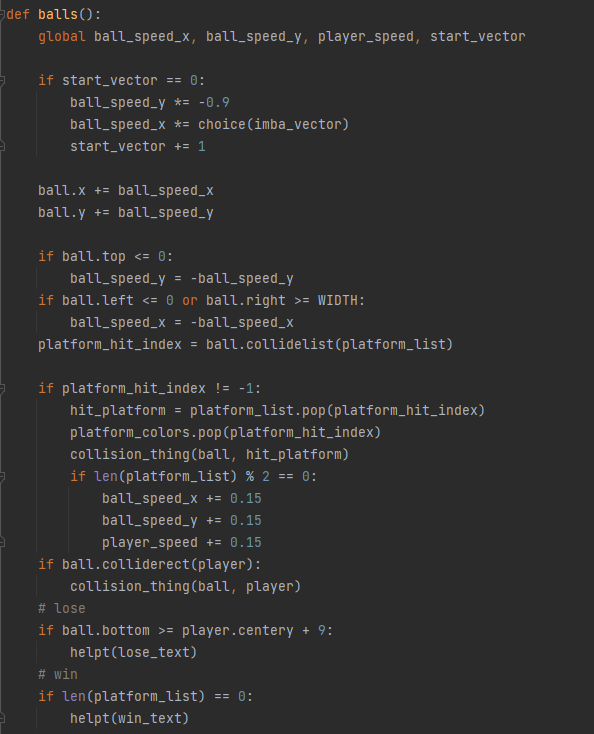 def balls():
    global ball_speed_x, ball_speed_y, player_speed, start_vector

    if start_vector == 0:
        ball_speed_y *= -0.9
        ball_speed_x *= choice(imba_vector)
        start_vector += 1

    ball.x += ball_speed_x
    ball.y += ball_speed_y

    if ball.top <= 0:
        ball_speed_y = -ball_speed_y
    if ball.left <= 0 or ball.right >= WIDTH:
        ball_speed_x = -ball_speed_x
    platform_hit_index = ball.collidelist(platform_list)

    if platform_hit_index != -1:
        hit_platform = platform_list.pop(platform_hit_index)
        platform_colors.pop(platform_hit_index)
        collision_thing(ball, hit_platform)
        if len(platform_list) % 2 == 0:
            ball_speed_x += 0.15
            ball_speed_y += 0.15
            player_speed += 0.15
    if ball.colliderect(player):
        collision_thing(ball, player)
    # lose
    if ball.bottom >= player.centery + 9:
        helpt(lose_text)
    # win
    if len(platform_list) == 0:
        helpt(win_text)